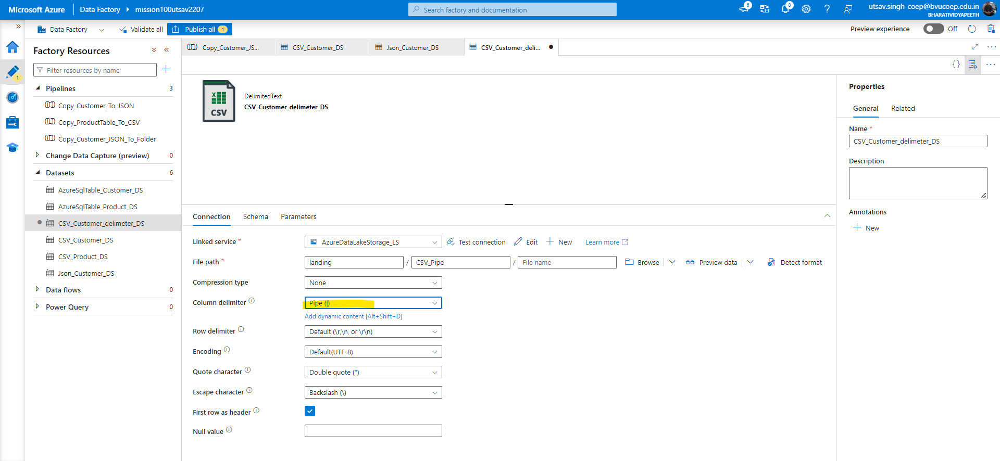 Microsoft Azure
Data Factory
mission100utsav2207
Search factory and documentation
6
8
utsav.singh-coep@bvucoep.edu.in
BHARATIVIDYAPEETH
Data Factory
Validate all
Publish all 1
Preview experience
Off
1
Factory Resources
Filter resources by name
Pipelines 3
Copy_Customer_To_JSON
Copy_ProductTable_To_CSV
Copy_Customer_JSON_To_Folder
Change Data Capture (preview) 0
Datasets 6
AzureSqlTable_Customer_DS
AzureSqlTable_Product_DS
CSV_Customer_delimeter_DS
CSV_Customer_DS
CSV_Product_DS
Json_Customer_DS
Data flows 0
Power Query 0
Copy_Customer_JS...
CSV_Customer_DS
Json_Customer_DS
CSV_Customer_deli...
{}
CSV
DelimitedText
CSV_Customer_delimeter_DS
Connection Schema Parameters
Linked service * AzureDataLakeStorage_LS Test connection Edit New Learn more
File path * landing / CSV_Pipe / File name Browse Preview data Detect format
Compression type None
Column delimiter Pipe (|)
Add dynamic content [Alt+Shift+D]
Row delimiter Default (\r,\n, or \r\n)
Encoding Default(UTF-8)
Quote character Double quote (")
Escape character Backslash (\)
First row as header
Null value
Properties
General Related
Name *
CSV_Customer_delimeter_DS
Description
Annotations
New